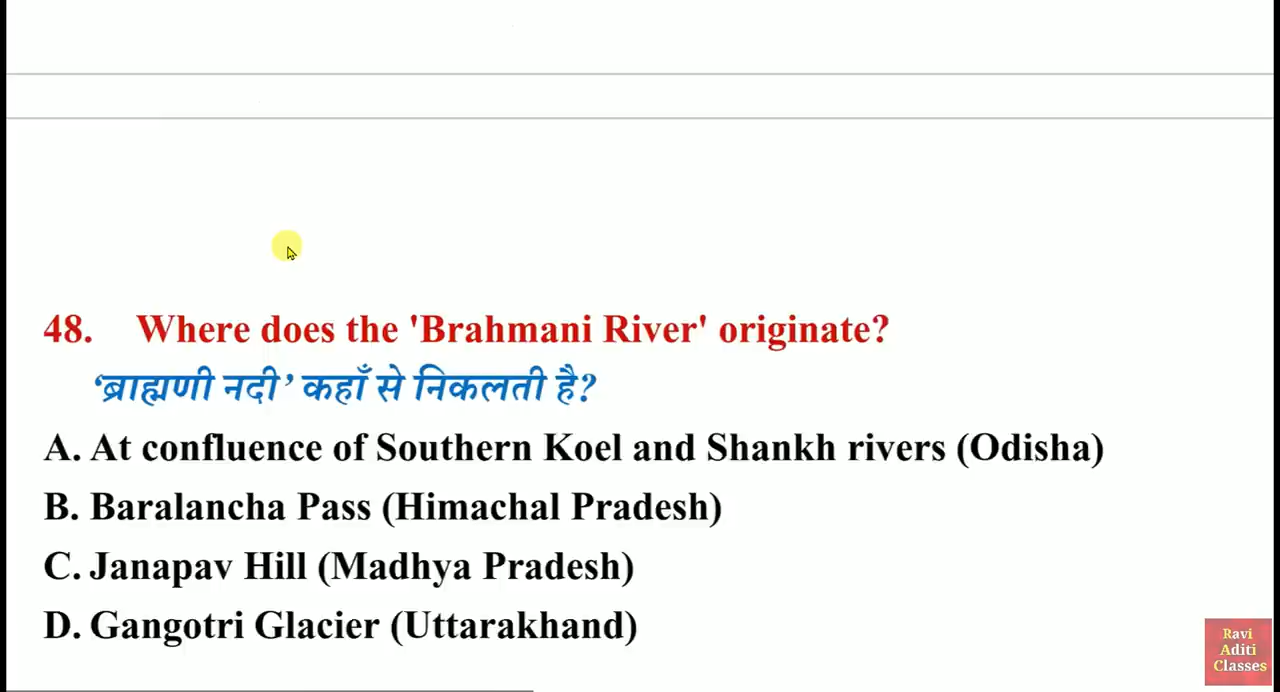 48. Where does the 'Brahmani River' originate?
‘ब्राह्मणी नदी’ कहाँ से निकलती है?
A. At confluence of Southern Koel and Shankh rivers (Odisha)
B. Baralancha Pass (Himachal Pradesh)
C. Janapav Hill (Madhya Pradesh)
D. Gangotri Glacier (Uttarakhand)
Ravi
Aditi
Classes